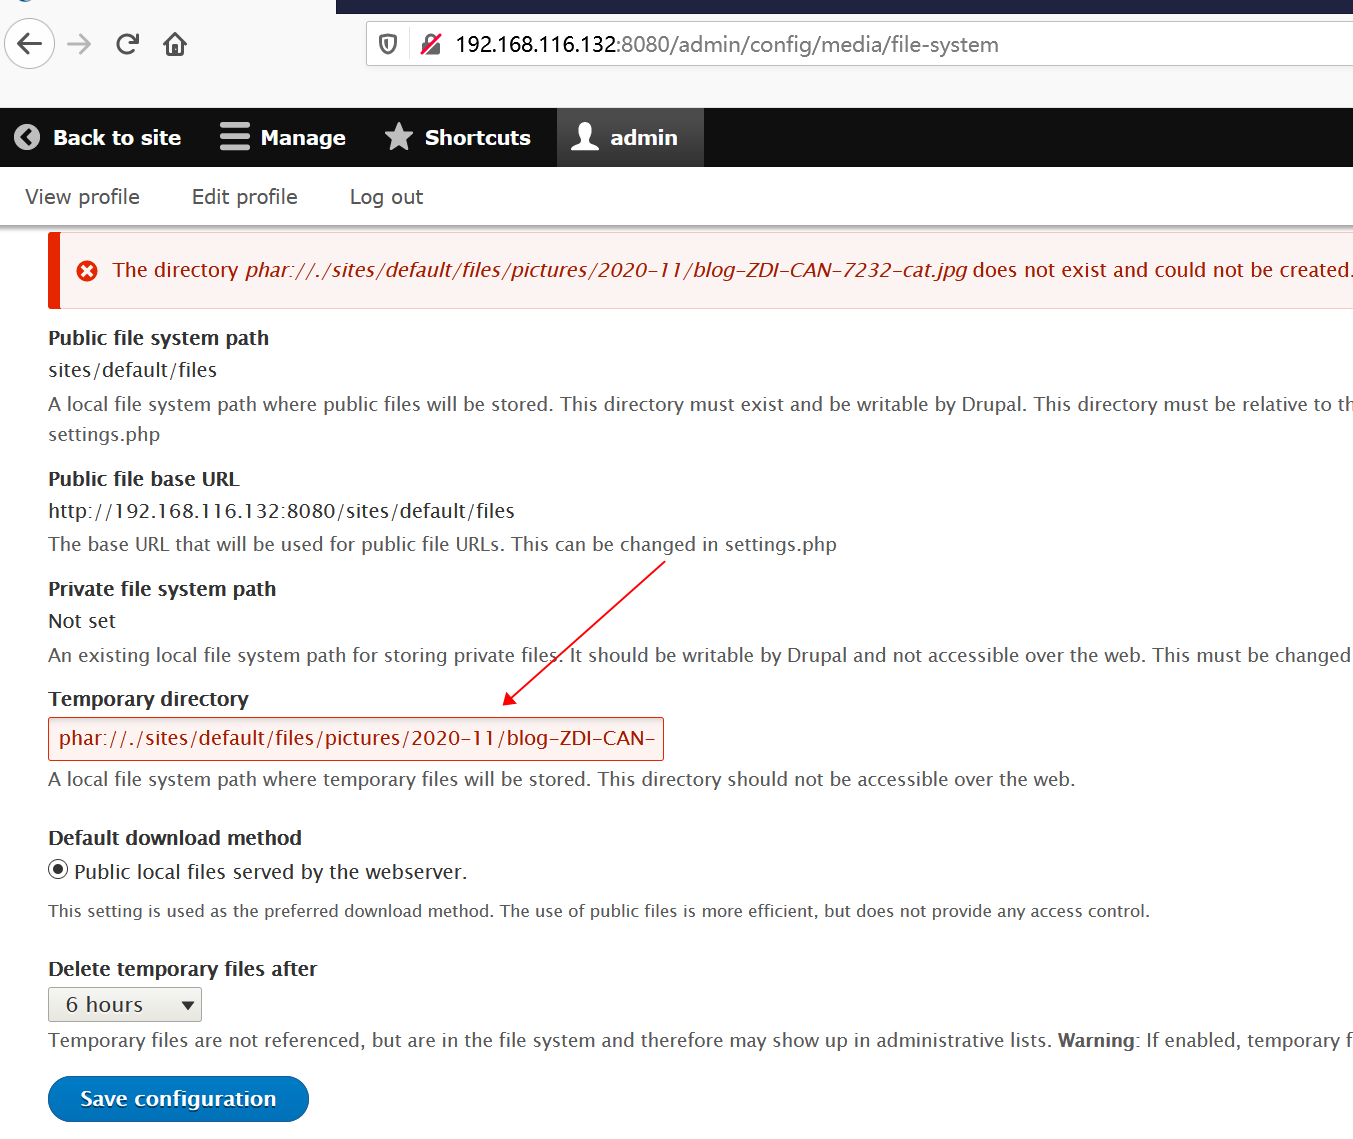 192.168.116.132:8080/admin/config/media/file-system
Back to site Manage Shortcuts admin
View profile Edit profile Log out
The directory phar://./sites/default/files/pictures/2020-11/blog-ZDI-CAN-7232-cat.jpg does not exist and could not be created.
Public file system path
sites/default/files
A local file system path where public files will be stored. This directory must exist and be writable by Drupal. This directory must be relative to th
settings.php
Public file base URL
http://192.168.116.132:8080/sites/default/files
The base URL that will be used for public file URLs. This can be changed in settings.php
Private file system path
Not set
An existing local file system path for storing private files. It should be writable by Drupal and not accessible over the web. This must be changed
Temporary directory
phar://./sites/default/files/pictures/2020-11/blog-ZDI-CAN-
A local file system path where temporary files will be stored. This directory should not be accessible over the web.
Default download method
Public local files served by the webserver.
This setting is used as the preferred download method. The use of public files is more efficient, but does not provide any access control.
Delete temporary files after
6 hours
Temporary files are not referenced, but are in the file system and therefore may show up in administrative lists. Warning: If enabled, temporary f
Save configuration